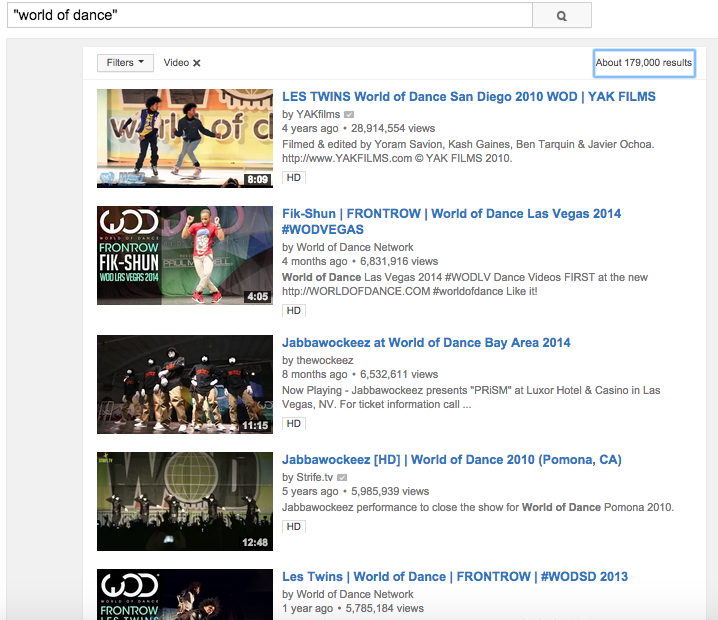 "world of dance"
Filters
Video ×
About 179,000 results
world of d
8:09
LES TWINS World of Dance San Diego 2010 WOD | YAK FILMS
by YAKfilms
4 years ago • 28,914,554 views
Filmed & edited by Yoram Savion, Kash Gaines, Ben Tarquin & Javier Ochoa.
http://www.YAKFILMS.com © YAK FILMS 2010.
HD
WOD
WORLD OF DANCE
FRONTROW
FIK-SHUN
WOD LAS VEGAS 2014
4:05
Fik-Shun | FRONTROW | World of Dance Las Vegas 2014
#WODVEGAS
by World of Dance Network
4 months ago • 6,831,916 views
World of Dance Las Vegas 2014 #WODLV Dance Videos FIRST at the new
http://WORLDOFDANCE.COM #worldofdance Like it!
HD
11:15
Jabbawockeez at World of Dance Bay Area 2014
by thewockeez
8 months ago • 6,532,611 views
Now Playing - Jabbawockeez presents "PRiSM" at Luxor Hotel & Casino in Las
Vegas, NV. For ticket information call ...
HD
Strife.tv
12:48
Jabbawockeez [HD] | World of Dance 2010 (Pomona, CA)
by Strife.tv
5 years ago • 5,985,939 views
Jabbawockeez performance to close the show for World of Dance Pomona 2010.
HD
WOD
WORLD OF DANCE
FRONTROW
LES TWINS
Les Twins | World of Dance | FRONTROW | #WODSD 2013
by World of Dance Network
1 year ago • 5,785,184 views